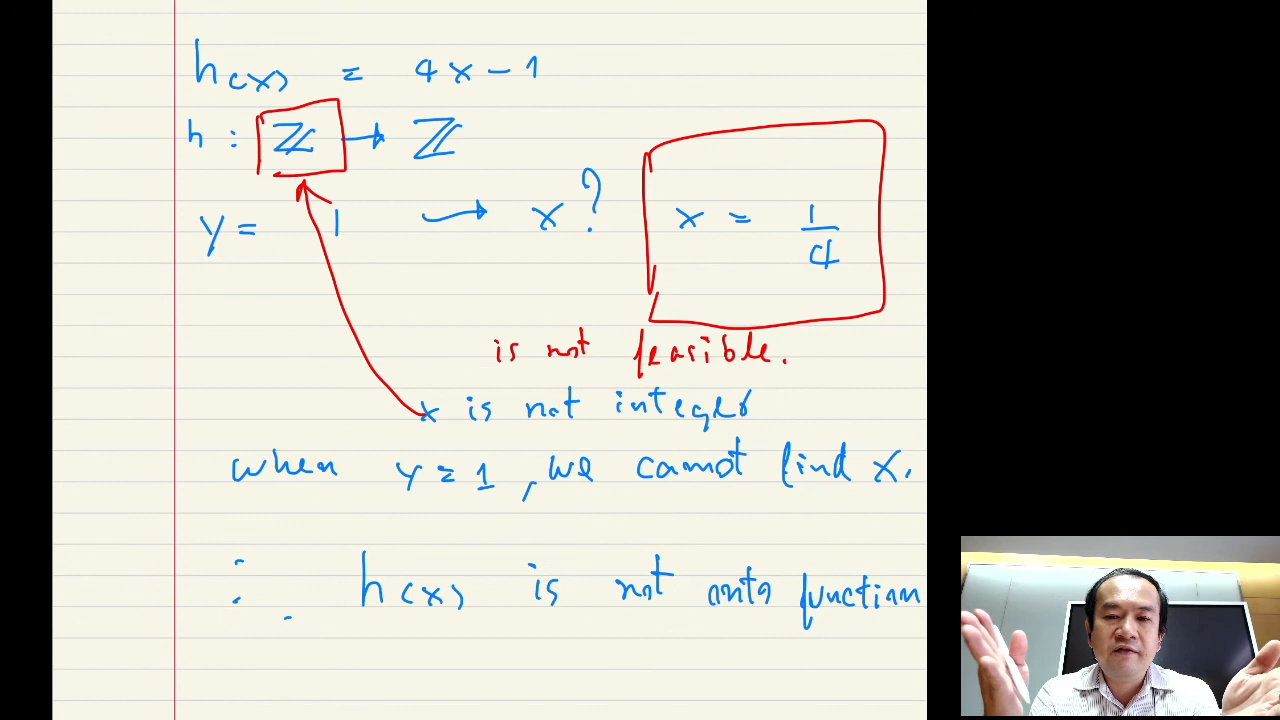 h(x) = 4x - 1
h : ℤ → ℤ
y = 1 → x? x = 1/4
is not feasible.
x is not integer
when y = 1, we cannot find x.
∴ h(x) is not onto function